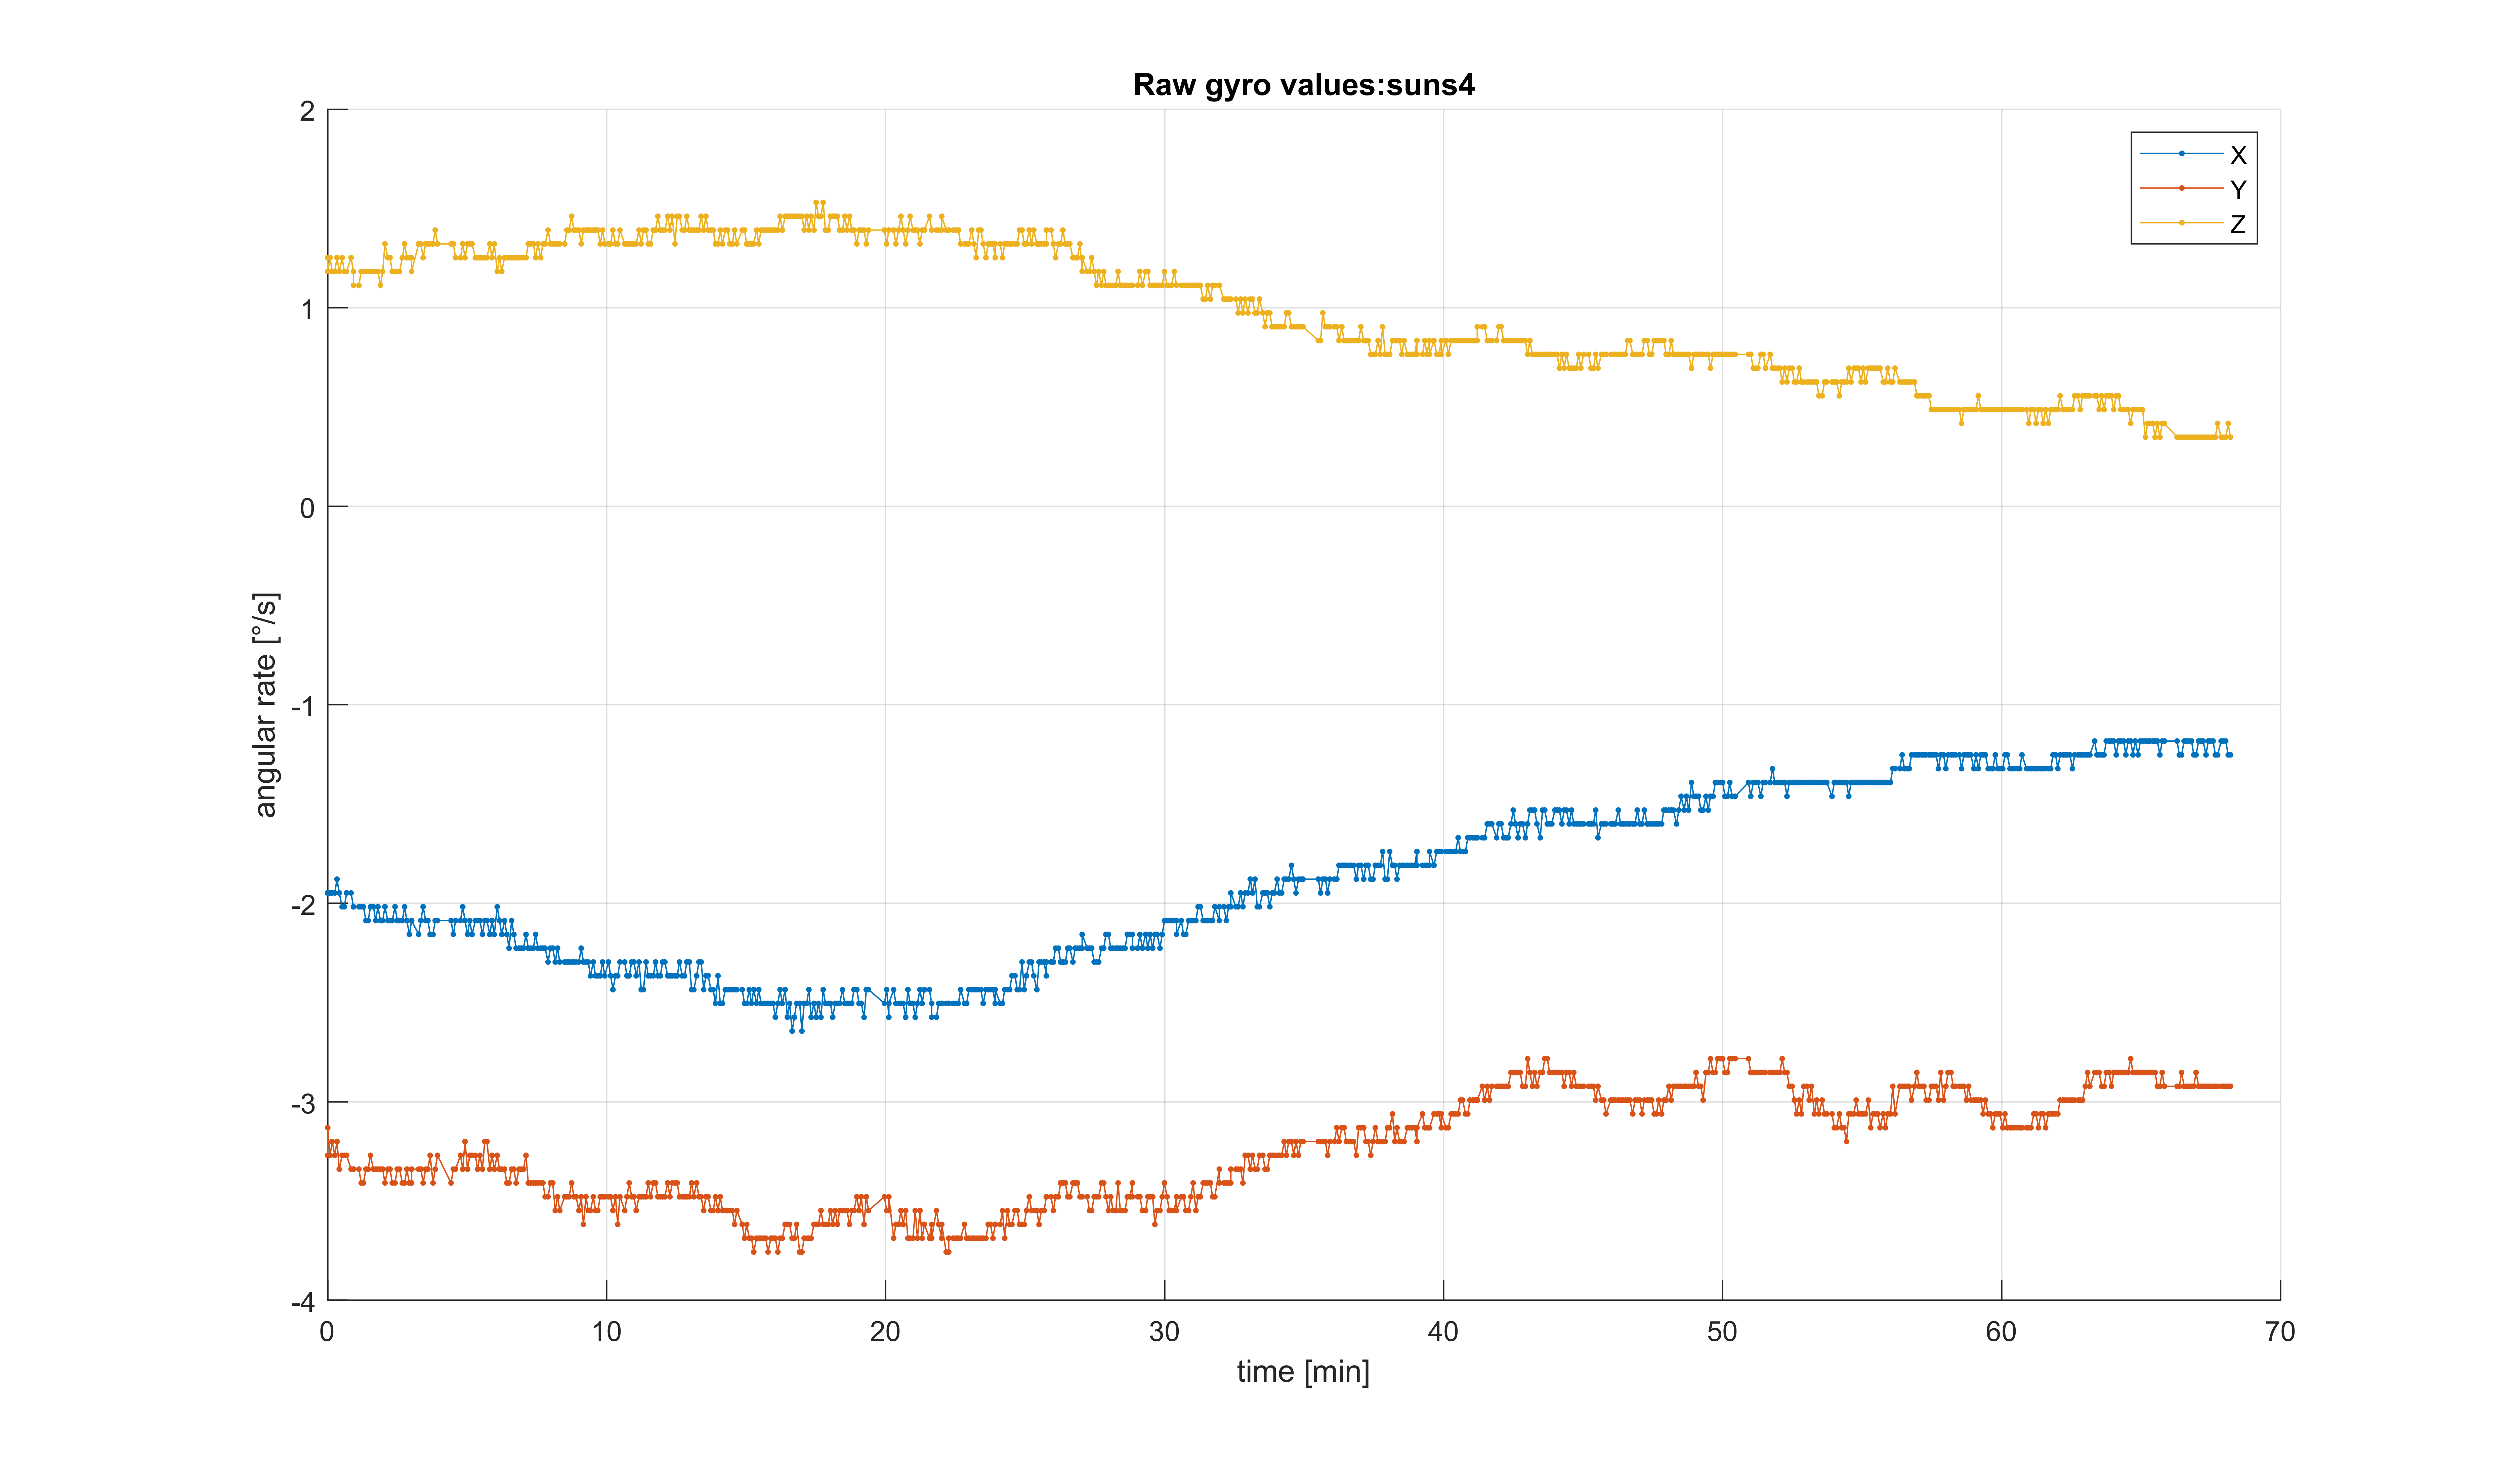 Raw gyro values:suns4
X
Y
Z
2
1
0
-1
-2
-3
-4
angular rate [°/s]
0 10 20 30 40 50 60 70
time [min]